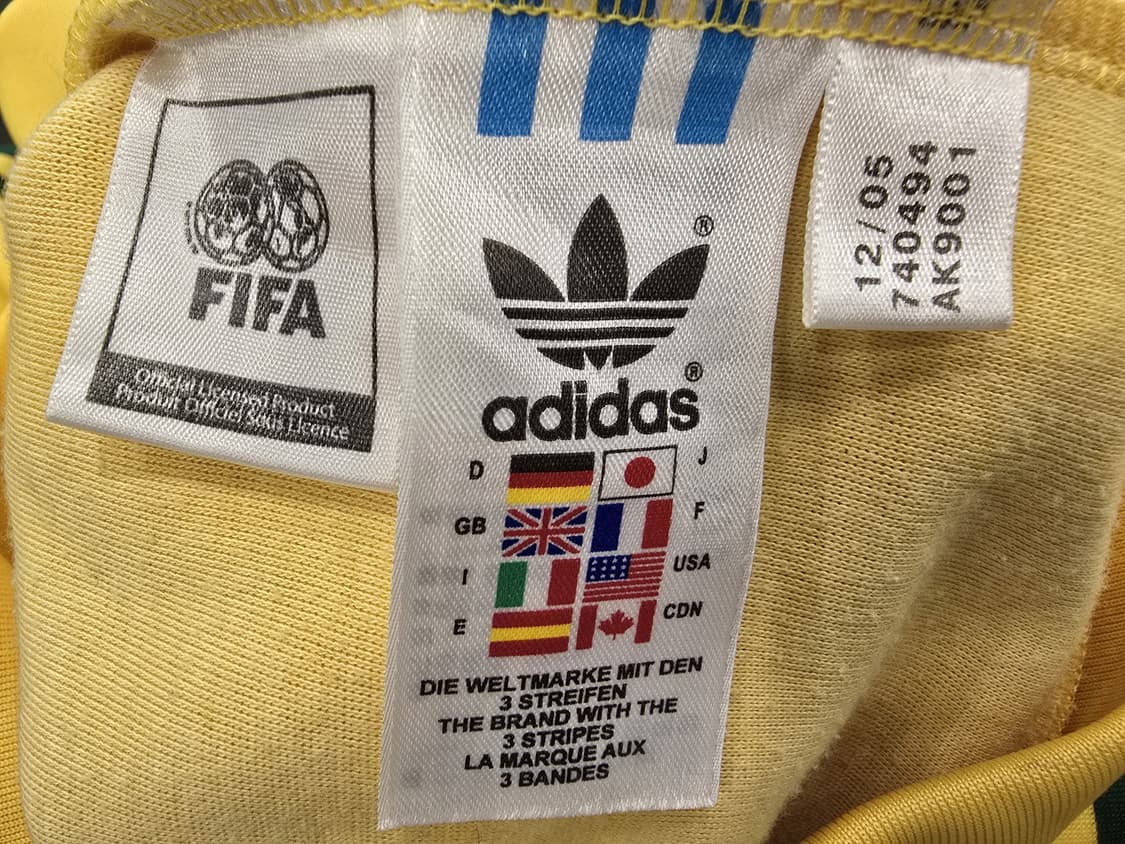 FIFA
Official Licensed Product
Produit Officiel Sous Licence
®
adidas®
D
J
GB
F
I
USA
E
CDN
DIE WELTMARKE MIT DEN
3 STREIFEN
THE BRAND WITH THE
3 STRIPES
LA MARQUE AUX
3 BANDES
12/05
740494
AK9001